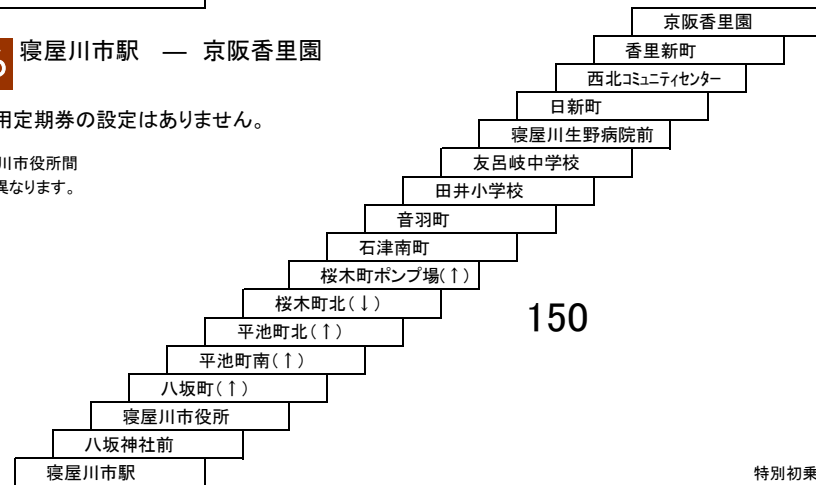 寝屋川市駅 ― 京阪香里園
用定期券の設定はありません。
川市役所間
異なります。
京阪香里園
香里新町
西北コミュニティセンター
日新町
寝屋川生野病院前
友呂岐中学校
田井小学校
音羽町
石津南町
桜木町ポンプ場(↑)
桜木町北(↓)
平池町北(↑)
平池町南(↑)
八坂町(↑)
寝屋川市役所
八坂神社前
寝屋川市駅
150
特別初乗